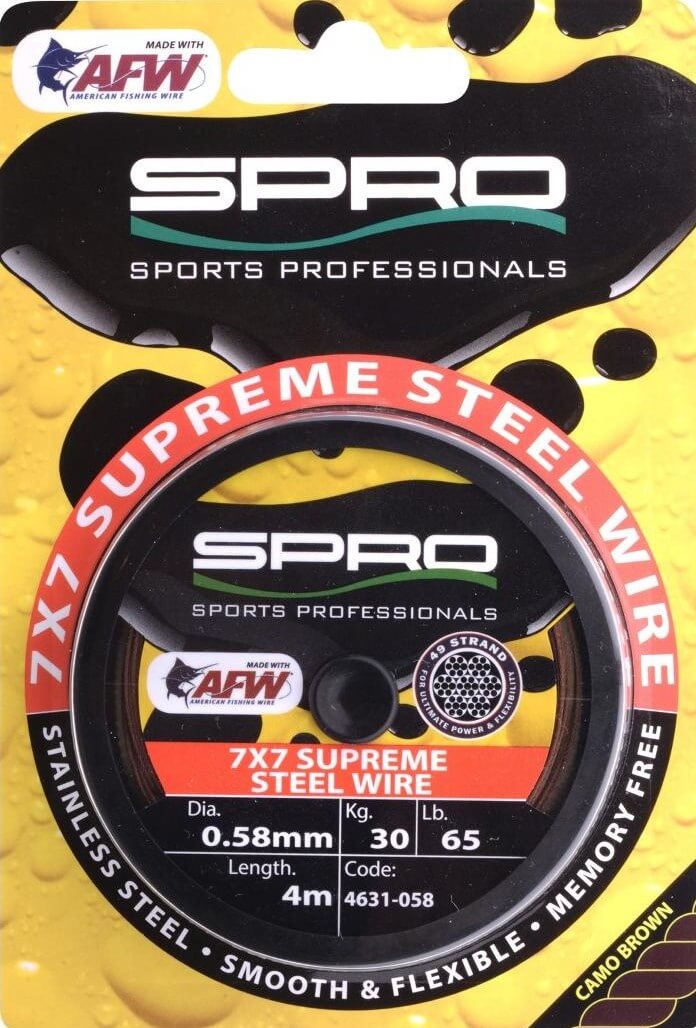 MADE WITH
AFW
AMERICAN FISHING WIRE
SPRO
SPORTS PROFESSIONALS
7X7 SUPREME STEEL WIRE
SPRO
SPORTS PROFESSIONALS
MADE WITH
AFW
AMERICAN FISHING WIRE
49 STRAND
FOR ULTIMATE POWER & FLEXIBILITY
7X7 SUPREME
STEEL WIRE
Dia. Kg. Lb.
0.58mm 30 65
Length. Code:
4m 4631-058
STAINLESS STEEL • SMOOTH & FLEXIBLE • MEMORY FREE
CAMO BROWN